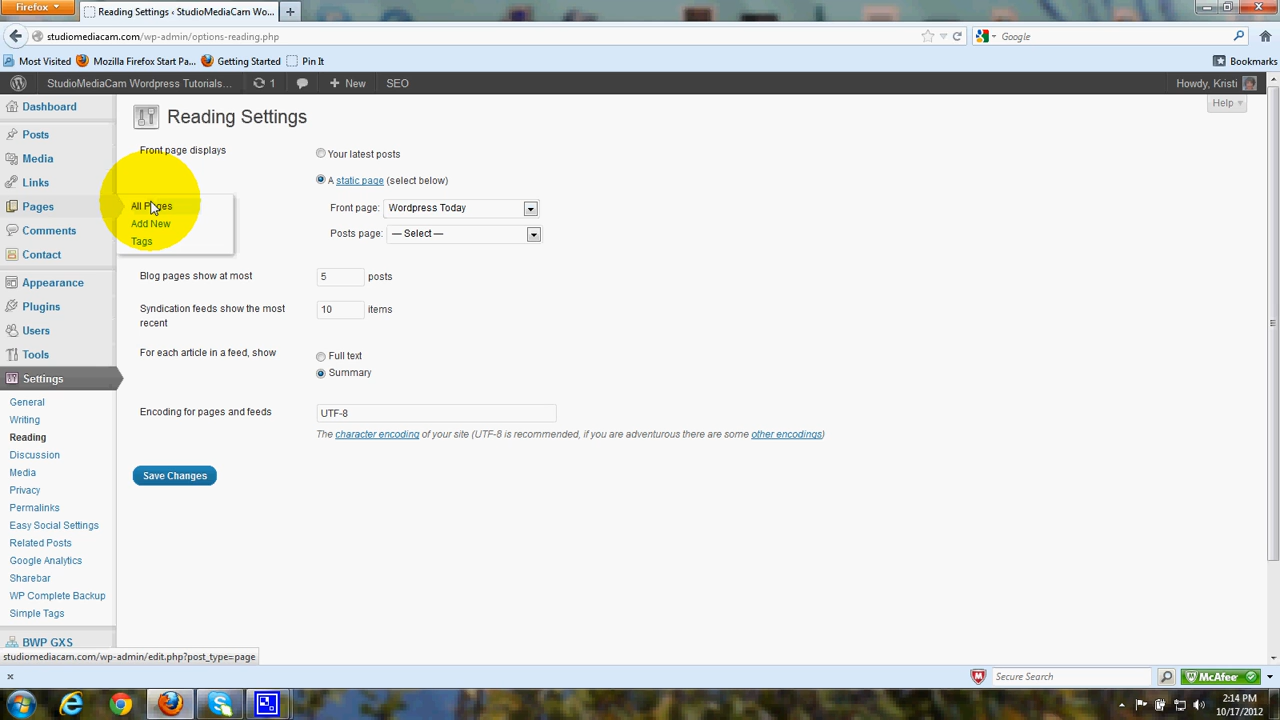 Firefox
Reading Settings ‹ StudioMediaCam Wo...
studiomediacam.com/wp-admin/options-reading.php
Google
Most Visited Mozilla Firefox Start Pa... Getting Started Pin It Bookmarks
StudioMediaCam Wordpress Tutorials... 1 New SEO Howdy, Kristi
Dashboard
Help
Reading Settings
Posts
Front page displays Your latest posts
Media
A static page (select below)
Links
Pages
All Pages
Front page: Wordpress Today
Add New
Comments
Posts page: — Select —
Tags
Contact
Blog pages show at most 5 posts
Appearance
Plugins
Syndication feeds show the most
recent
10 items
Users
Tools
For each article in a feed, show Full text
Summary
Settings
General
Encoding for pages and feeds UTF-8
Writing
The character encoding of your site (UTF-8 is recommended, if you are adventurous there are some other encodings)
Reading
Discussion
Media
Save Changes
Privacy
Permalinks
Easy Social Settings
Related Posts
Google Analytics
Sharebar
WP Complete Backup
Simple Tags
BWP GXS
studiomediacam.com/wp-admin/edit.php?post_type=page
Secure Search McAfee
2:14 PM
10/17/2012